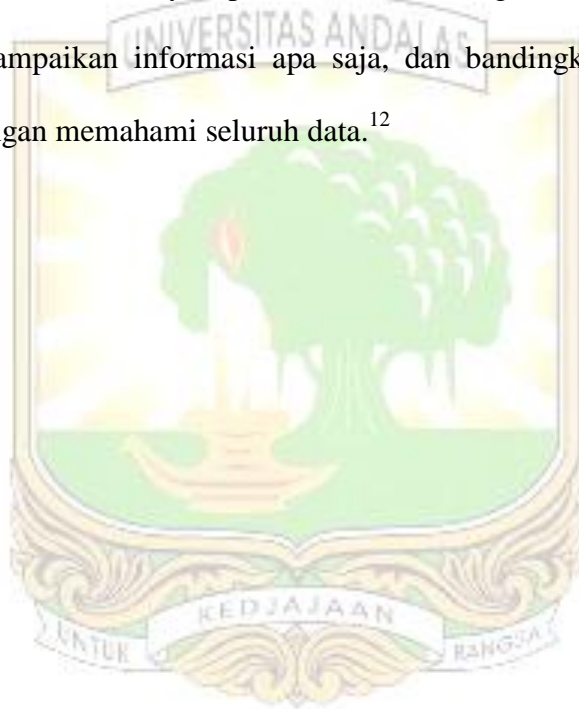 UNIVERSITAS ANDALAS
ampaikan informasi apa saja, dan bandingk
gan memahami seluruh data.12
UNTUK KEDJAJAAN BANGSA